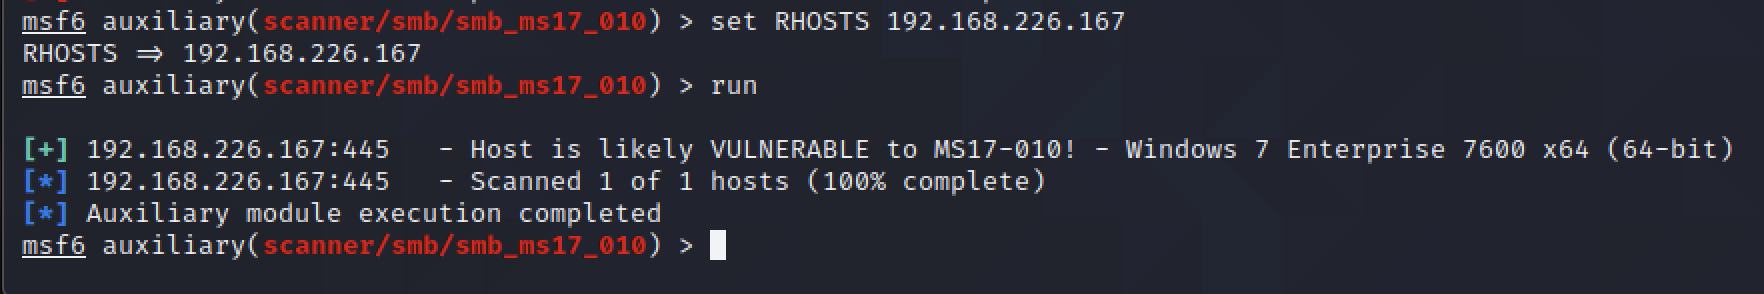 msf6 auxiliary(scanner/smb/smb_ms17_010) > set RHOSTS 192.168.226.167
RHOSTS ⇒ 192.168.226.167
msf6 auxiliary(scanner/smb/smb_ms17_010) > run
[+] 192.168.226.167:445   - Host is likely VULNERABLE to MS17-010! - Windows 7 Enterprise 7600 x64 (64-bit)
[*] 192.168.226.167:445   - Scanned 1 of 1 hosts (100% complete)
[*] Auxiliary module execution completed
msf6 auxiliary(scanner/smb/smb_ms17_010) >